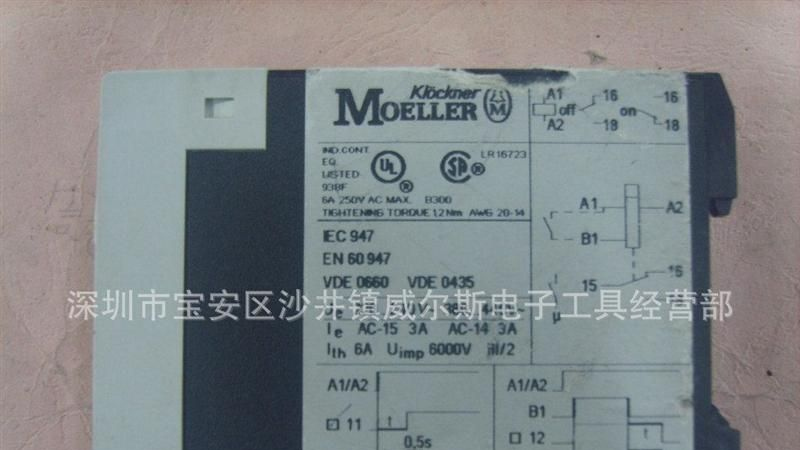 Klöckner
MOELLER
IND.CONT.
EQ.
LISTED
938F
UL
SA
LR16723
6A 250V AC MAX. B300
TIGHTENING TORQUE 1,2 Nm AWG 20-14
IEC 947
EN 60 947
VDE 0660 VDE 0435
深圳市宝安区沙井镇威尔斯电子工具经营部
Ie AC-15 3A AC-14 3A
Ith 6A Uimp 6000V III/2
A1 16 16
off on
A2 18 18
A1 A2
B1
15 16
µ
A1/A2
11
t
0,5s
A1/A2
B1
12
t